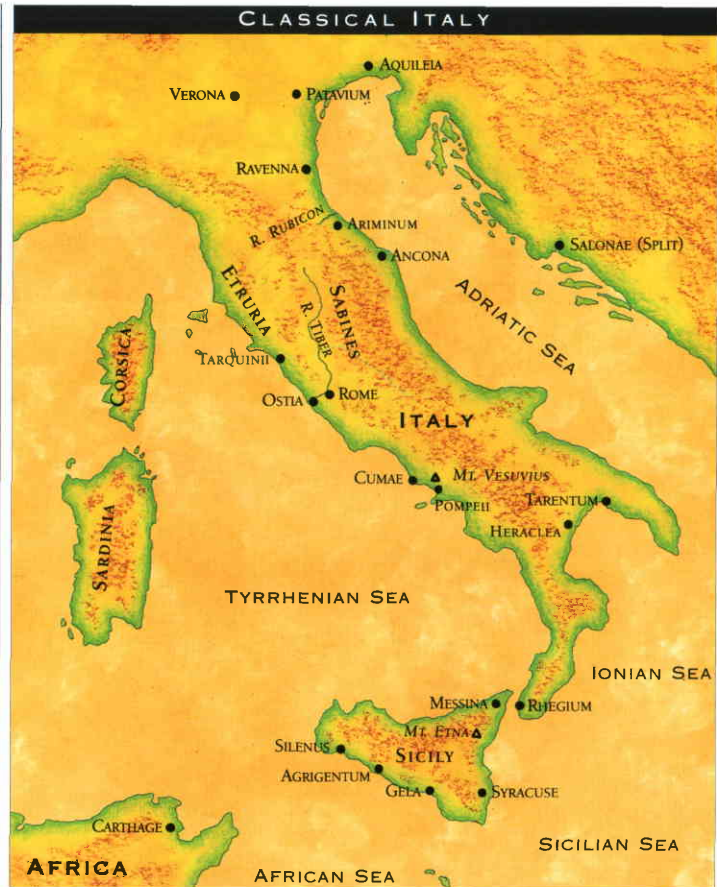 CLASSICAL ITALY
AQUILEIA
VERONA
PATAVIUM
RAVENNA
R. RUBICON
ARIMINUM
SALONAE (SPLIT)
ANCONA
ETRURIA
SABINES
ADRIATIC SEA
R. TIBER
CORSICA
TARQUINII
ROME
OSTIA
ITALY
CUMAE
MT. VESUVIUS
POMPEII
TARENTUM
HERACLEA
SARDINIA
TYRRHENIAN SEA
IONIAN SEA
MESSINA
RHEGIUM
MT. ETNA
SILENUS
SICILY
AGRIGENTUM
GELA
SYRACUSE
CARTHAGE
SICILIAN SEA
AFRICA
AFRICAN SEA